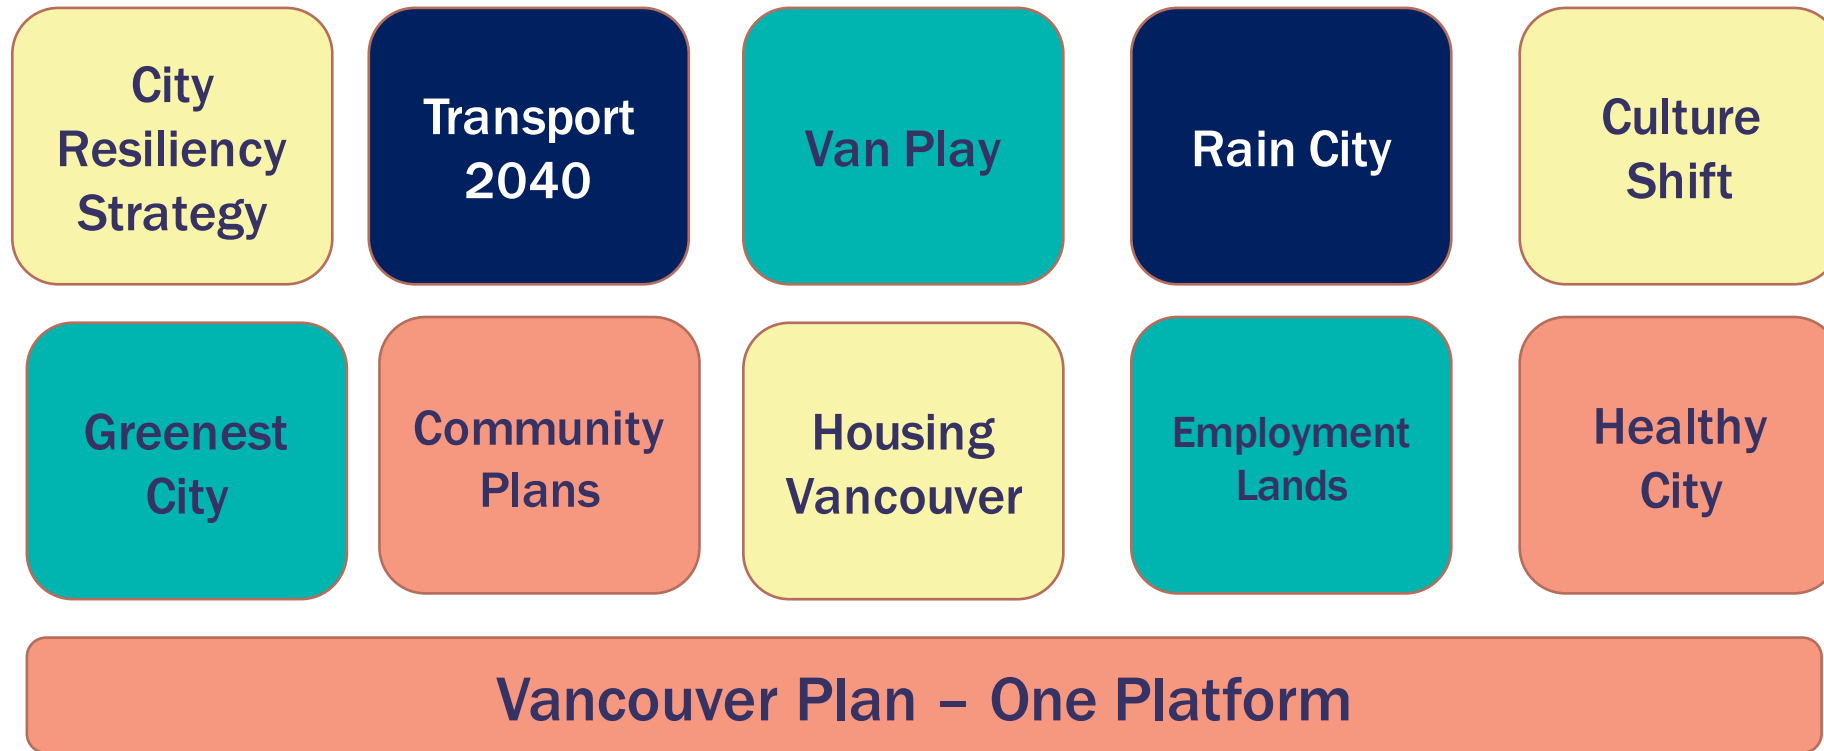 City
Resiliency
Strategy
Transport
2040
Van Play
Rain City
Culture
Shift
Greenest
City
Community
Plans
Housing
Vancouver
Employment
Lands
Healthy
City
Vancouver Plan – One Platform